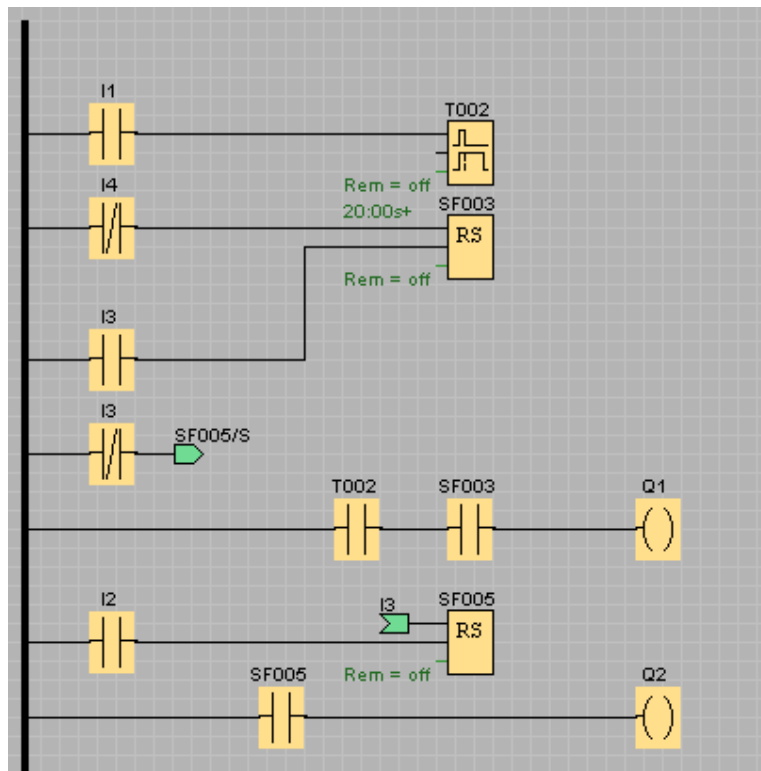 I1
T002
Rem = off
20:00s+
I4
SF003
RS
Rem = off
I3
I3
SF005/S
T002 SF003 Q1
I2
I3
SF005
RS
Rem = off
SF005 Q2